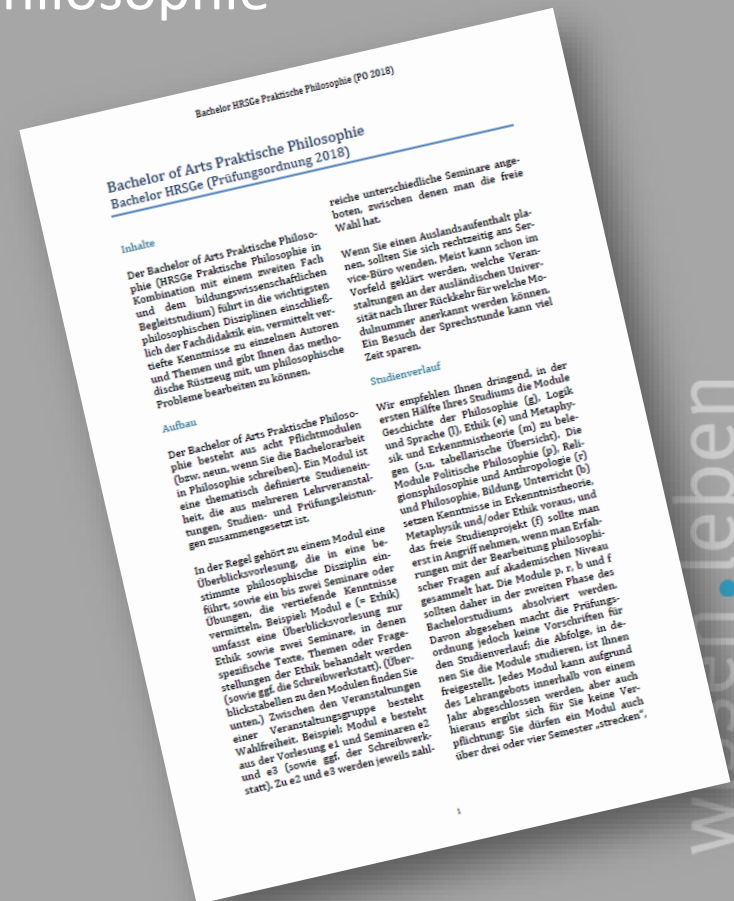 hilosophie
Bachelor HRSGe Praktische Philosophie (PO 2018)
Bachelor of Arts Praktische Philosophie
Bachelor HRSGe (Prüfungsordnung 2018)
Inhalte
Der Bachelor of Arts Praktische Philoso-
phie (HRSGe Praktische Philosophie in
Kombination mit einem zweiten Fach
und dem bildungswissenschaftlichen
Begleitstudium) führt in die wichtigsten
philosophischen Disziplinen einschließ-
lich der Fachdidaktik ein, vermittelt ver-
tiefte Kenntnisse zu einzelnen Autoren
und Themen und gibt Ihnen das metho-
dische Rüstzeug mit, um philosophische
Probleme bearbeiten zu können.
Aufbau
Der Bachelor of Arts Praktische Philoso-
phie besteht aus acht Pflichtmodulen
(bzw. neun, wenn Sie die Bachelorarbeit
in Philosophie schreiben). Ein Modul ist
eine thematisch definierte Studienein-
heit, die aus mehreren Lehrveranstal-
tungen, Studien- und Prüfungsleistun-
gen zusammengesetzt ist.
In der Regel gehört zu einem Modul eine
Überblicksvorlesung, die in eine be-
stimmte philosophische Disziplin ein-
führt, sowie ein bis zwei Seminare oder
Übungen, die vertiefende Kenntnisse
vermitteln. Beispiel: Modul e (= Ethik)
umfasst eine Überblicksvorlesung zur
Ethik sowie zwei Seminare, in denen
spezifische Texte, Themen oder Frage-
stellungen der Ethik behandelt werden
(sowie ggf. die Schreibwerkstatt). (Über-
blickstabellen zu den Modulen finden Sie
unten.) Zwischen den Veranstaltungen
einer Veranstaltungsgruppe besteht
Wahlfreiheit. Beispiel: Modul e besteht
aus der Vorlesung e1 und Seminaren e2
und e3 (sowie ggf. der Schreibwerk-
statt). Zu e2 und e3 werden jeweils zahl-
reiche unterschiedliche Seminare ange-
boten, zwischen denen man die freie
Wahl hat.
Wenn Sie einen Auslandsaufenthalt pla-
nen, sollten Sie sich rechtzeitig ans Ser-
vice-Büro wenden. Meist kann schon im
Vorfeld geklärt werden, welche Veran-
staltungen an der ausländischen Univer-
sität nach Ihrer Rückkehr für welche Mo-
dulnummer anerkannt werden können.
Ein Besuch der Sprechstunde kann viel
Zeit sparen.
Studienverlauf
Wir empfehlen Ihnen dringend, in der
ersten Hälfte Ihres Studiums die Module
Geschichte der Philosophie (g), Logik
und Sprache (l), Ethik (e) und Metaphy-
sik und Erkenntnistheorie (m) zu bele-
gen (s.u. tabellarische Übersicht). Die
Module Politische Philosophie (p), Reli-
gionsphilosophie und Anthropologie (r)
und Philosophie, Bildung, Unterricht (b)
setzen Kenntnisse in Erkenntnistheorie,
Metaphysik und/oder Ethik voraus, und
das freie Studienprojekt (f) sollte man
erst in Angriff nehmen, wenn man Erfah-
rungen mit der Bearbeitung philosophi-
scher Fragen auf akademischen Niveau
gesammelt hat. Die Module p, r, b und f
sollten daher in der zweiten Phase des
Bachelorstudiums absolviert werden.
Davon abgesehen macht die Prüfungs-
ordnung jedoch keine Vorschriften für
den Studienverlauf; die Abfolge, in de-
nen Sie die Module studieren, ist Ihnen
freigestellt. Jedes Modul kann aufgrund
des Lehrangebots innerhalb von einem
Jahr abgeschlossen werden, aber auch
hieraus ergibt sich für Sie keine Ver-
pflichtung: Sie dürfen ein Modul auch
über drei oder vier Semester „strecken",
1
wissen.leben